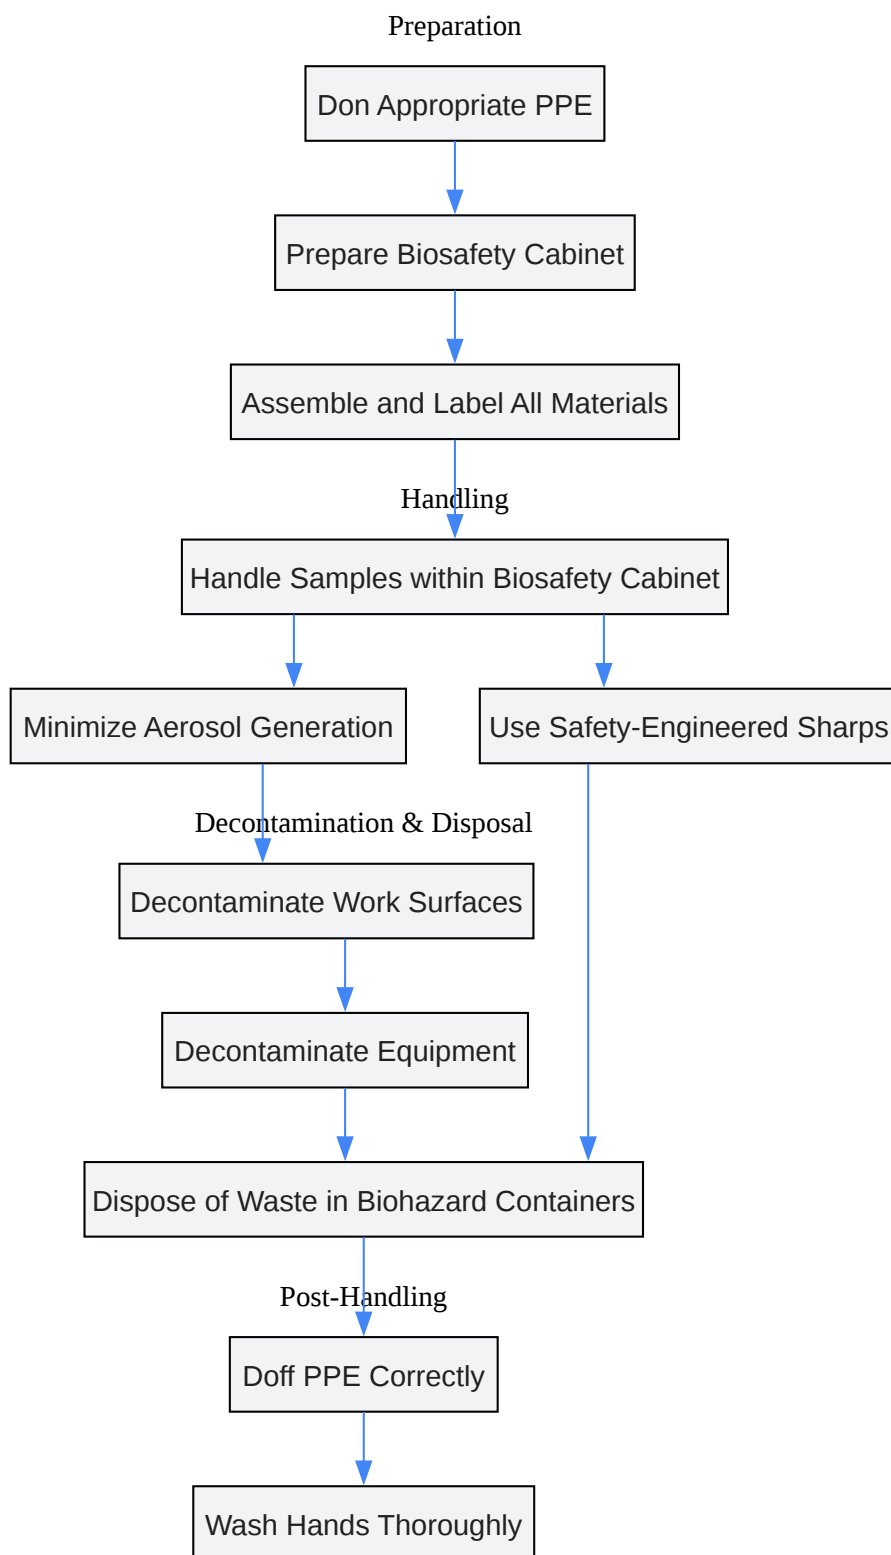 Preparation
Don Appropriate PPE
Prepare Biosafety Cabinet
Assemble and Label All Materials
Handling
Handle Samples within Biosafety Cabinet
Minimize Aerosol Generation
Use Safety-Engineered Sharps
Decontamination & Disposal
Decontaminate Work Surfaces
Decontaminate Equipment
Dispose of Waste in Biohazard Containers
Post-Handling
Doff PPE Correctly
Wash Hands Thoroughly